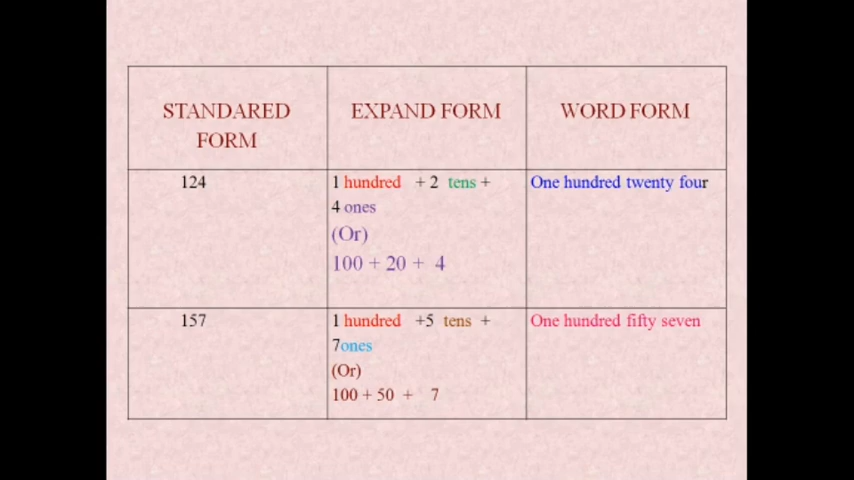 STANDARED
FORM
EXPAND FORM
WORD FORM
124
1 hundred + 2 tens +
4 ones
(Or)
100 + 20 + 4
One hundred twenty four
157
1 hundred +5 tens +
7ones
(Or)
100 + 50 + 7
One hundred fifty seven